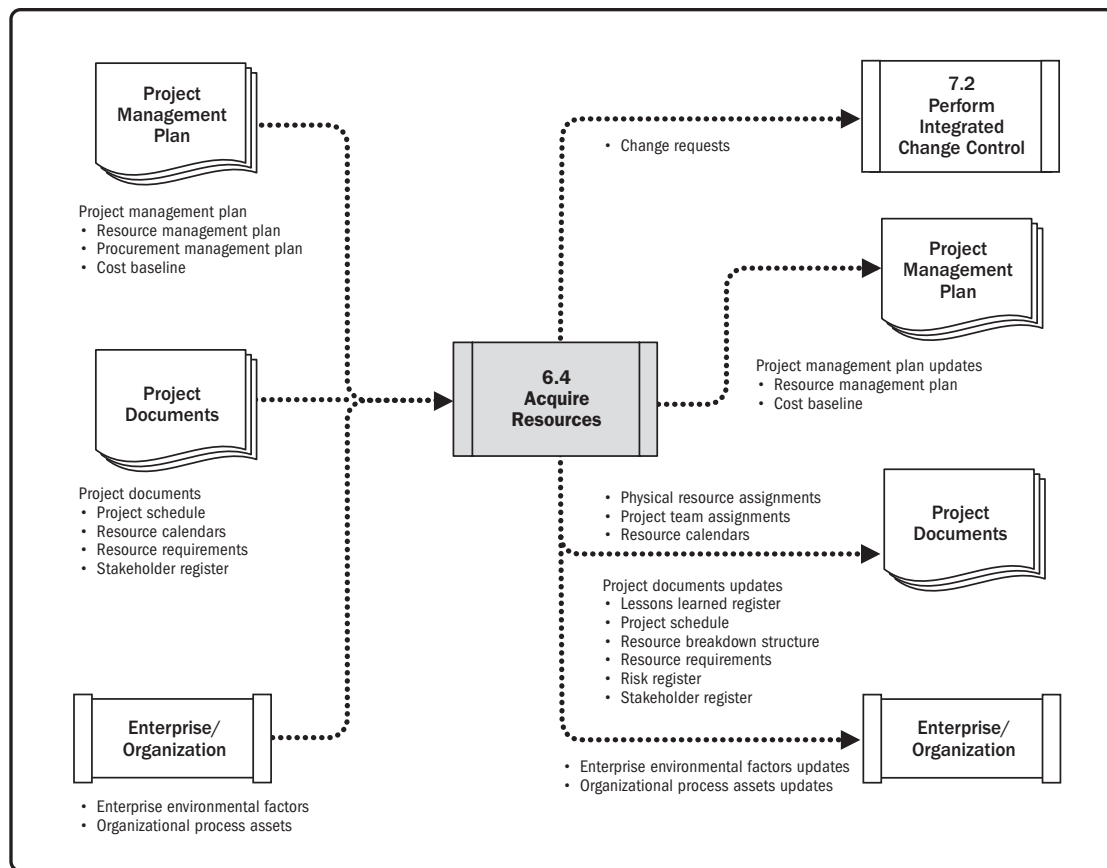 Project
Management
Plan
Project management plan
• Resource management plan
• Procurement management plan
• Cost baseline
Project
Documents
Project documents
• Project schedule
• Resource calendars
• Resource requirements
• Stakeholder register
Enterprise/
Organization
• Enterprise environmental factors
• Organizational process assets
6.4
Acquire
Resources
• Change requests
7.2
Perform
Integrated
Change Control
Project
Management
Plan
Project management plan updates
• Resource management plan
• Cost baseline
• Physical resource assignments
• Project team assignments
• Resource calendars
Project
Documents
Project documents updates
• Lessons learned register
• Project schedule
• Resource breakdown structure
• Resource requirements
• Risk register
• Stakeholder register
Enterprise/
Organization
• Enterprise environmental factors updates
• Organizational process assets updates